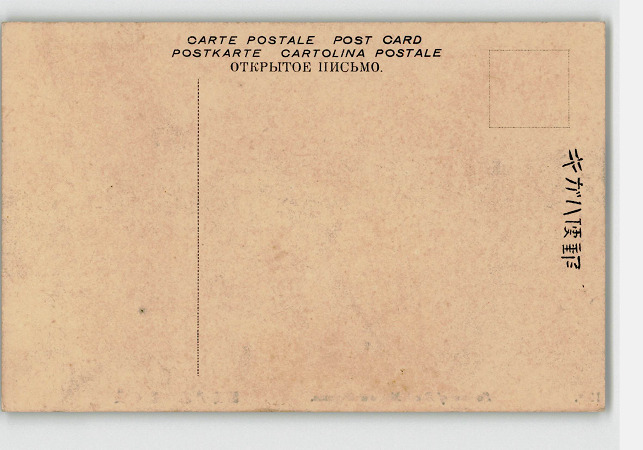 CARTE POSTALE POST CARD
POSTKARTE CARTOLINA POSTALE
ОТКРЫТОЕ ПИСЬМО.
キガハ便郵